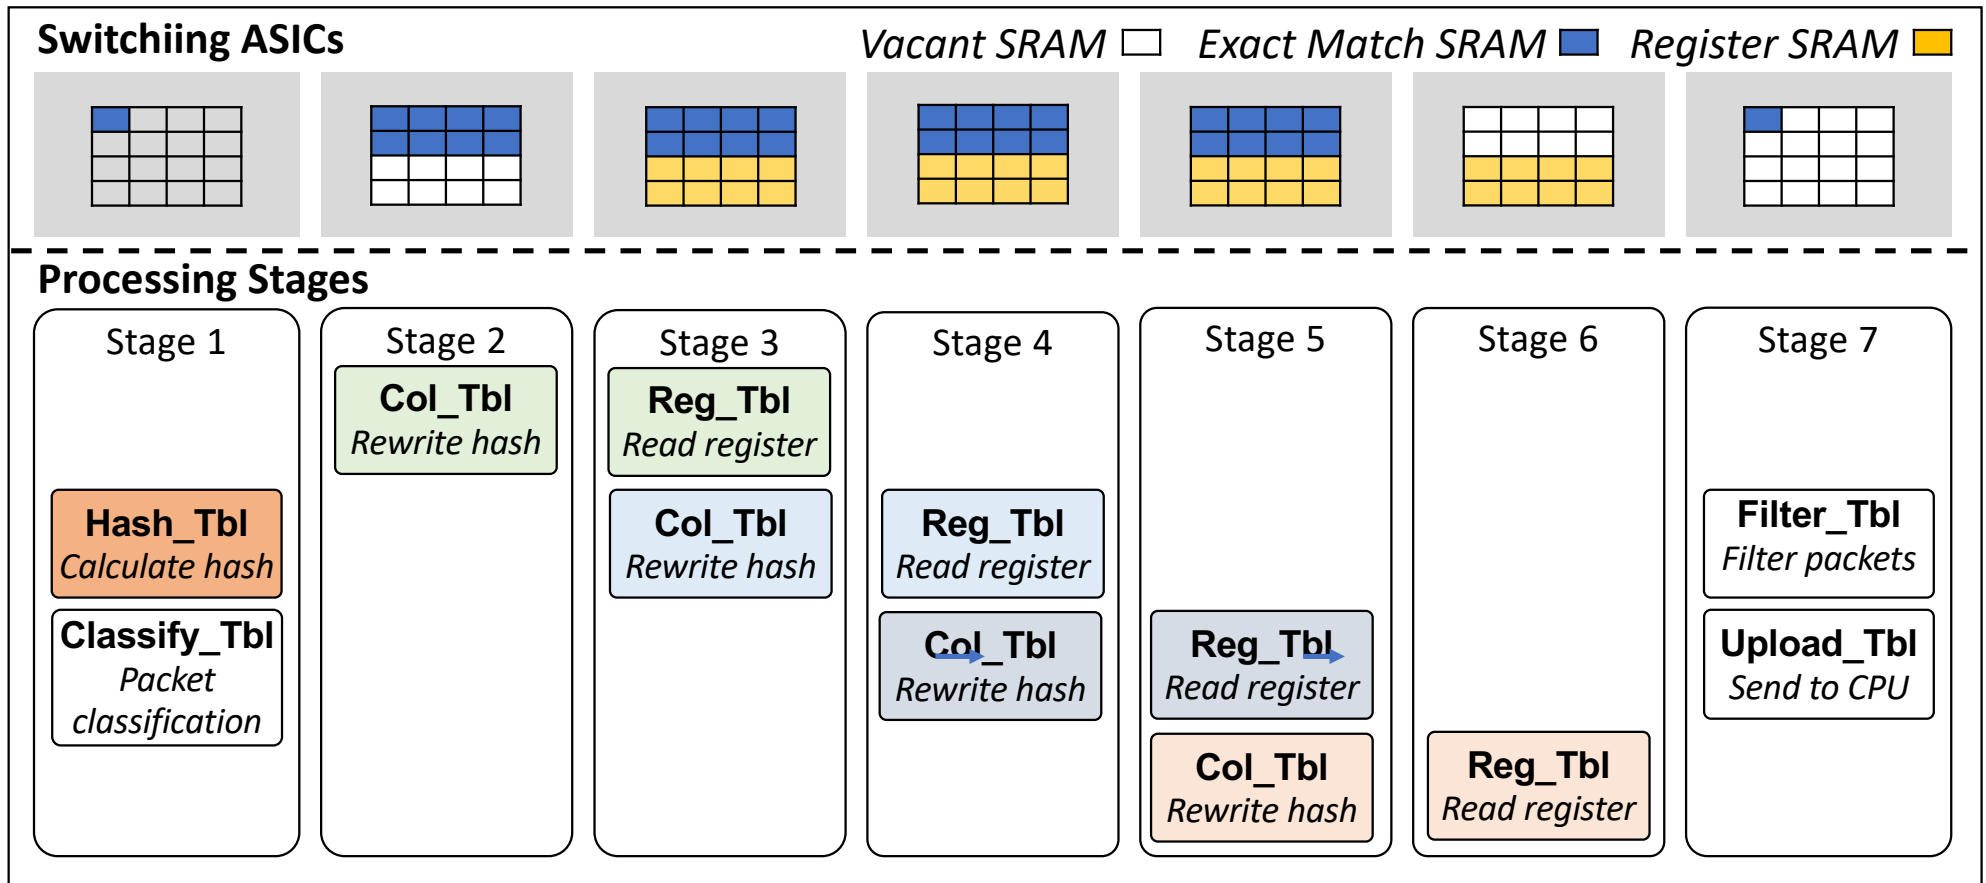 Switchiing ASICs
Vacant SRAM
Exact Match SRAM
Register SRAM
Processing Stages
Stage 1
Hash_Tbl
Calculate hash
Classify_Tbl
Packet
classification
Stage 2
Col_Tbl
Rewrite hash
Stage 3
Reg_Tbl
Read register
Col_Tbl
Rewrite hash
Stage 4
Reg_Tbl
Read register
Col_Tbl
Rewrite hash
Stage 5
Reg_Tbl
Read register
Col_Tbl
Rewrite hash
Stage 6
Reg_Tbl
Read register
Stage 7
Filter_Tbl
Filter packets
Upload_Tbl
Send to CPU